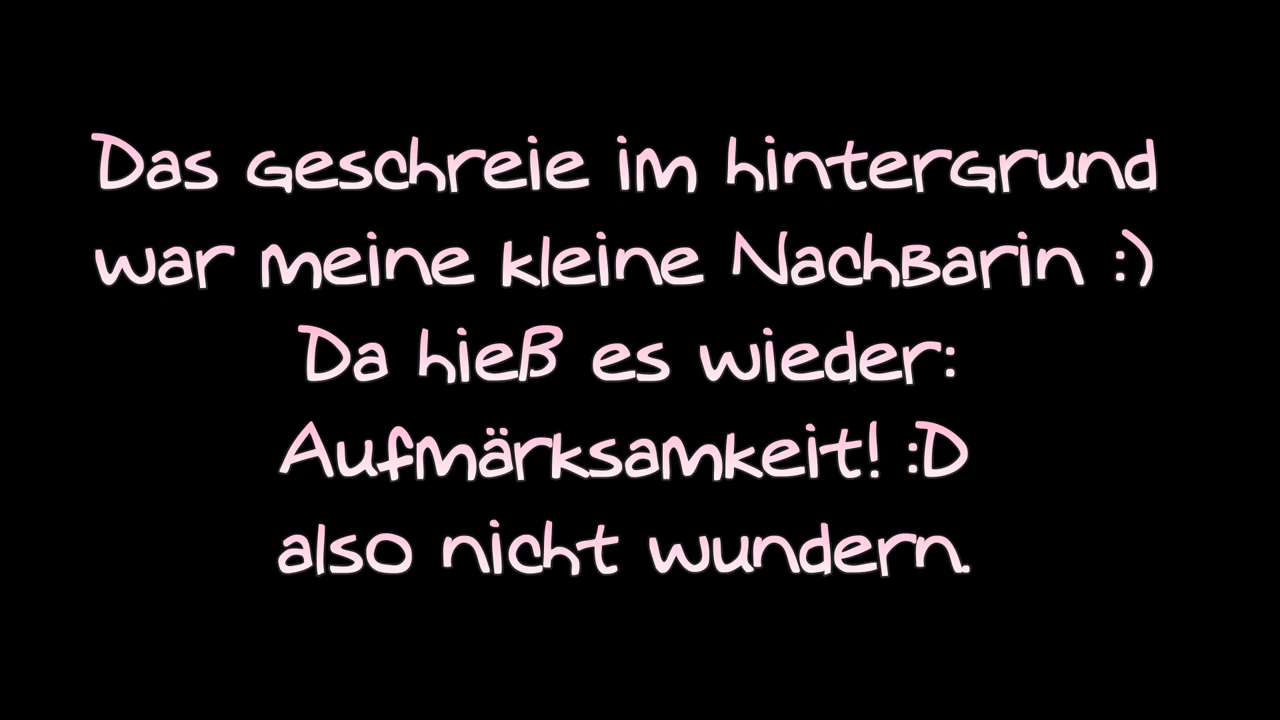 Das Geschreie im hintergrund
war meine kleine Nachbarin :)
Da hieß es wieder:
Aufmärksamkeit! :D
also nicht wundern.